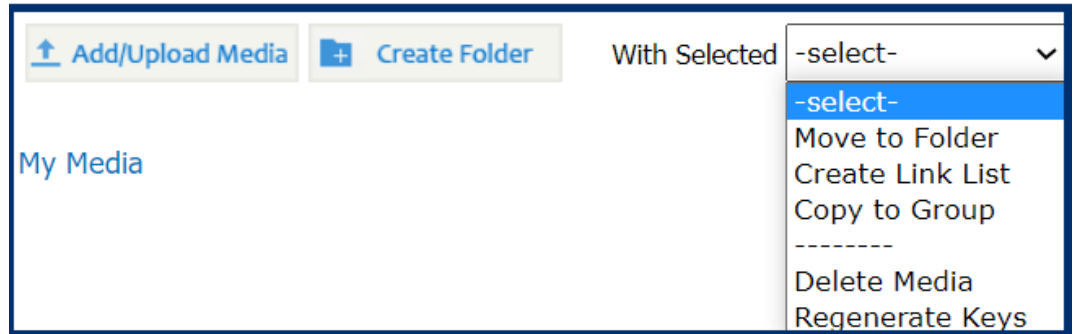 Add/Upload Media Create Folder With Selected -select-
-select-
Move to Folder
My Media
Create Link List
Copy to Group
--------
Delete Media
Regenerate Keys